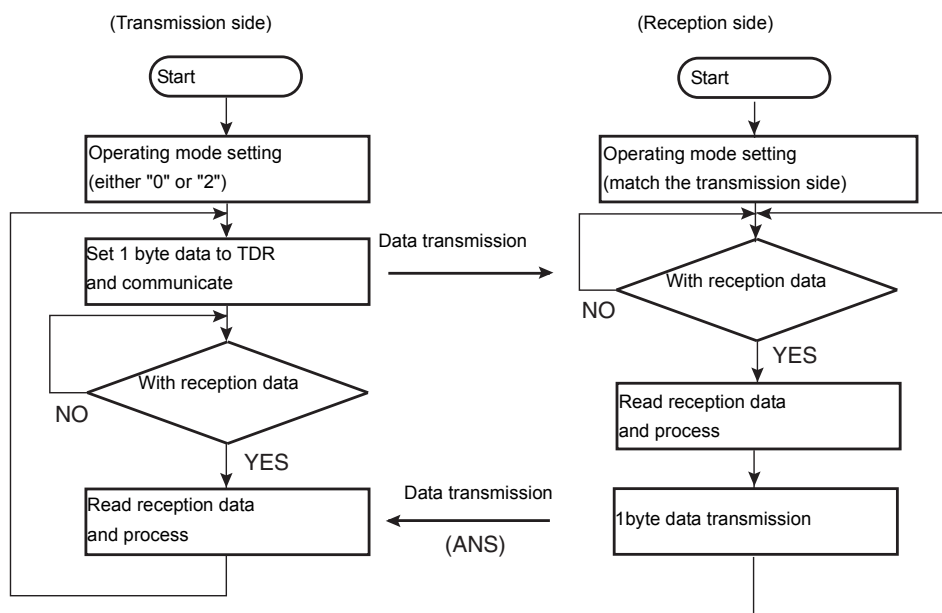 (Transmission side)
Start
Operating mode setting
(either "0" or "2")
Set 1 byte data to TDR
and communicate
With reception data
NO
YES
Read reception data
and process
Data transmission
Data transmission
(ANS)
(Reception side)
Start
Operating mode setting
(match the transmission side)
With reception data
NO
YES
Read reception data
and process
1byte data transmission